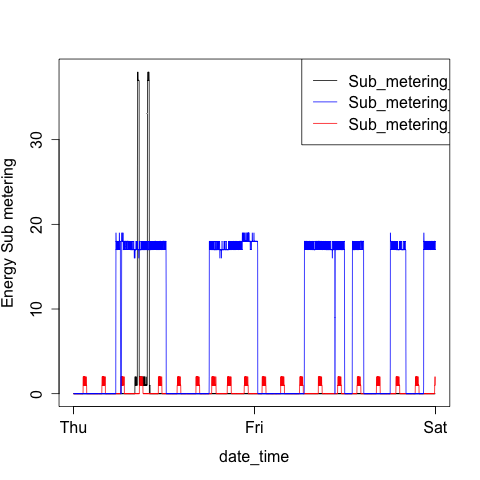 Sub_metering_
Sub_metering_
Sub_metering_
Energy Sub metering
30
20
10
0
Thu Fri Sat
date_time